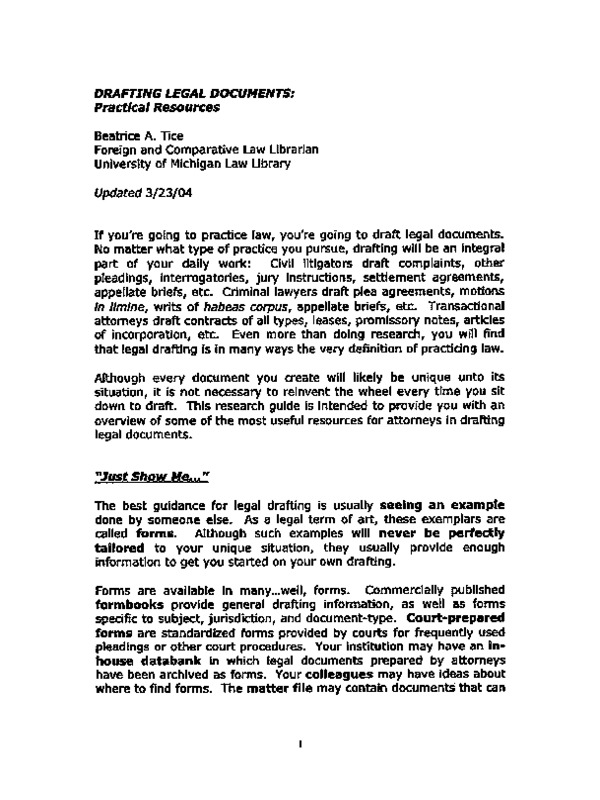 DRAFTING LEGAL DOCUMENTS:
Practical Resources
Beatrice A. Tice
Foreign and Comparative Law Librarian
University of Michigan Law Library
Updated 3/23/04
If you're going to practice law, you're going to draft legal documents.
No matter what type of practice you pursue, drafting will be an integral
part of your daily work: Civil litigators draft complaints, other
pleadings, interrogatories, jury instructions, settlement agreements,
appellate briefs, etc. Criminal lawyers draft plea agreements, motions
in limine, writs of habeas corpus, appellate briefs, etc. Transactional
attorneys draft contracts of all types, leases, promissory notes, articles
of incorporation, etc. Even more than doing research, you will find
that legal drafting is in many ways the very definition of practicing law.
Although every document you create will likely be unique unto its
situation, it is not necessary to reinvent the wheel every time you sit
down to draft. This research guide is intended to provide you with an
overview of some of the most useful resources for attorneys in drafting
legal documents.
"Just Show Me..."
The best guidance for legal drafting is usually seeing an example
done by someone else. As a legal term of art, these exemplars are
called forms. Although such examples will never be perfectly
tailored to your unique situation, they usually provide enough
information to get you started on your own drafting.
Forms are available in many...well, forms. Commercially published
formbooks provide general drafting information, as well as forms
specific to subject, jurisdiction, and document-type. Court-prepared
forms are standardized forms provided by courts for frequently used
pleadings or other court procedures. Your institution may have an in-
house databank in which legal documents prepared by attorneys
have been archived as forms. Your colleagues may have ideas about
where to find forms. The matter file may contain documents that can
1